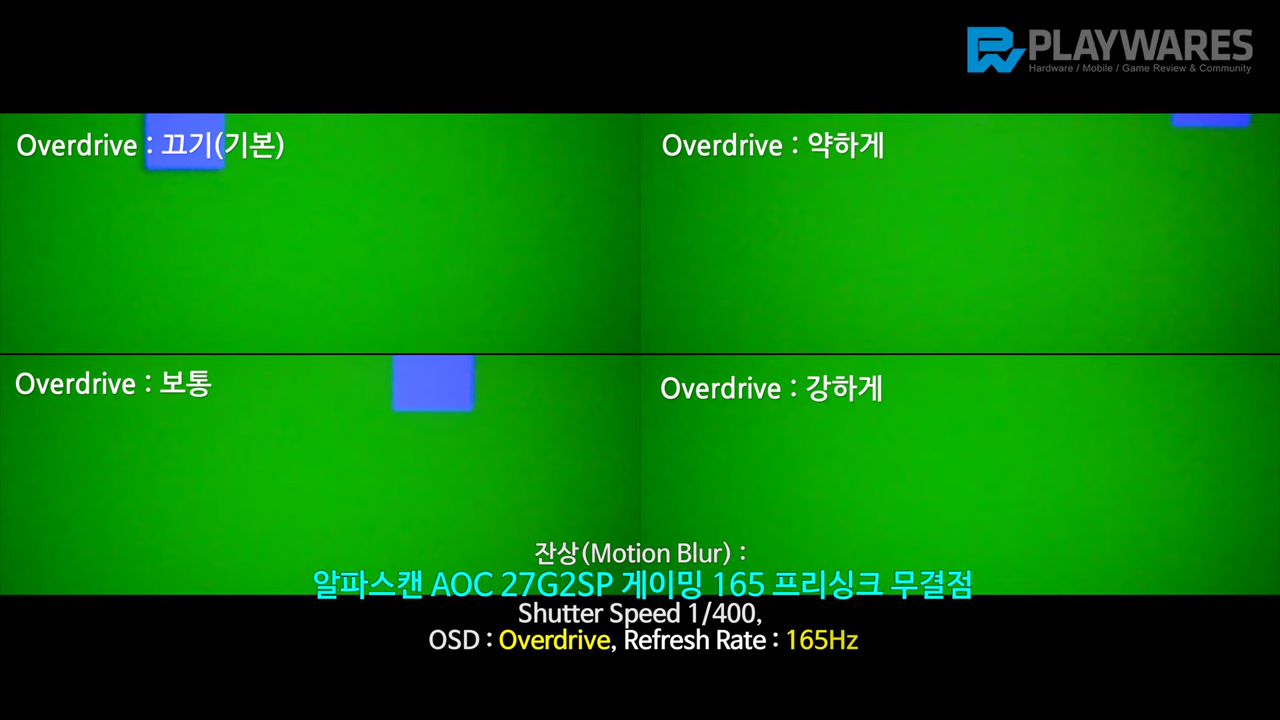 PLAYWARES
Hardware / Mobile / Game Review & Community
Overdrive : 끄기(기본)
Overdrive : 약하게
Overdrive : 보통
Overdrive : 강하게
잔상(Motion Blur) :
알파스캔 AOC 27G2SP 게이밍 165 프리싱크 무결점
Shutter Speed 1/400,
OSD : Overdrive, Refresh Rate : 165Hz